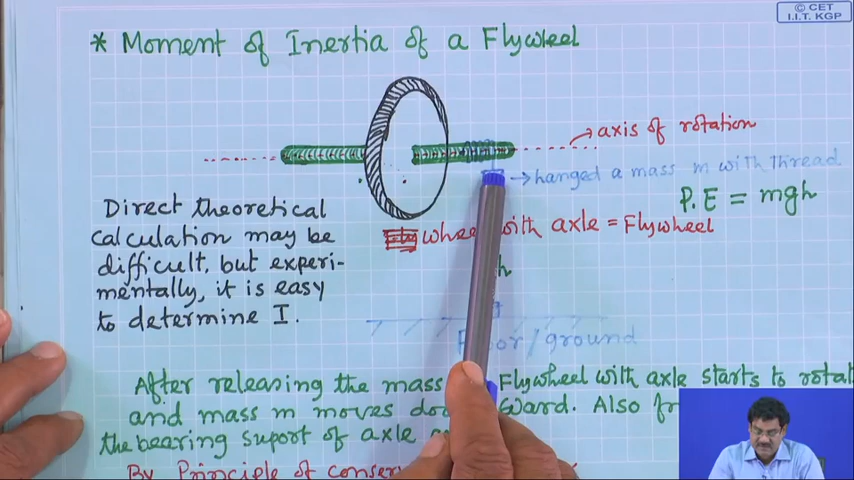 © CET
I.I.T. KGP
* Moment of Inertia of a Flywheel
axis of rotation
hanged a mass m with Thread
P.E = mgh
Direct theoretical
calculation may be
difficult, but experi-
mentally, it is easy
to determine I.
wheel with axle = Flywheel
h
/ground
After releasing the mass Flywheel with axle starts to rotat
and mass m moves ward. Also
the bearing suport of axle
By Principle of